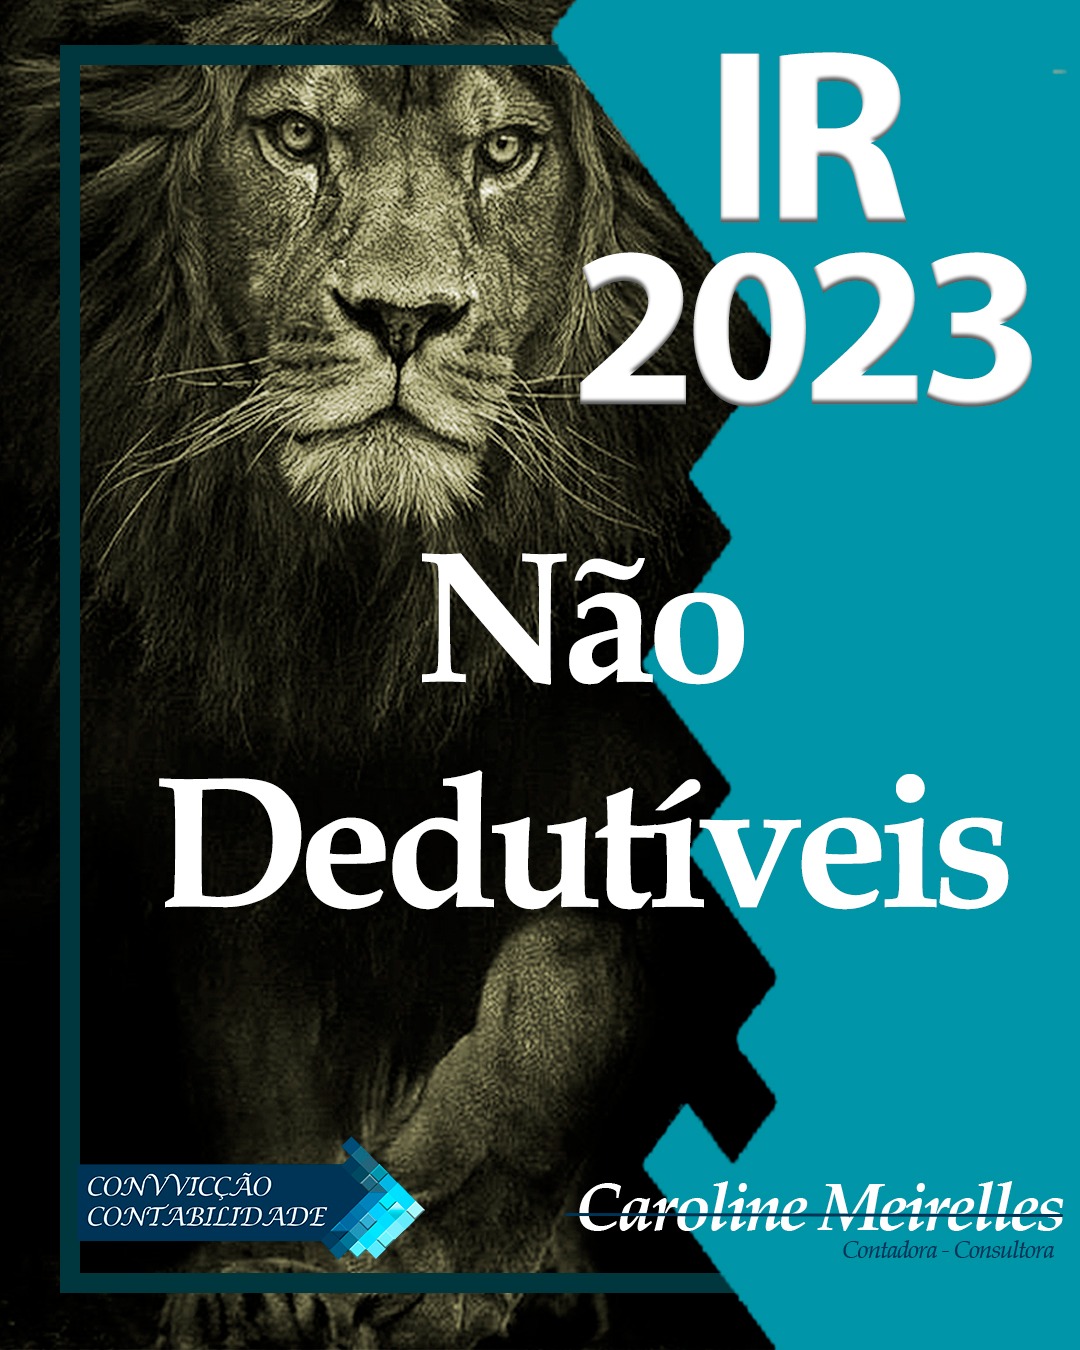 IR
2023
Não
Dedutíveis
CONVVICÇÃO
CONTABILIDADE
Caroline Meirelles
Contadora - Consultora